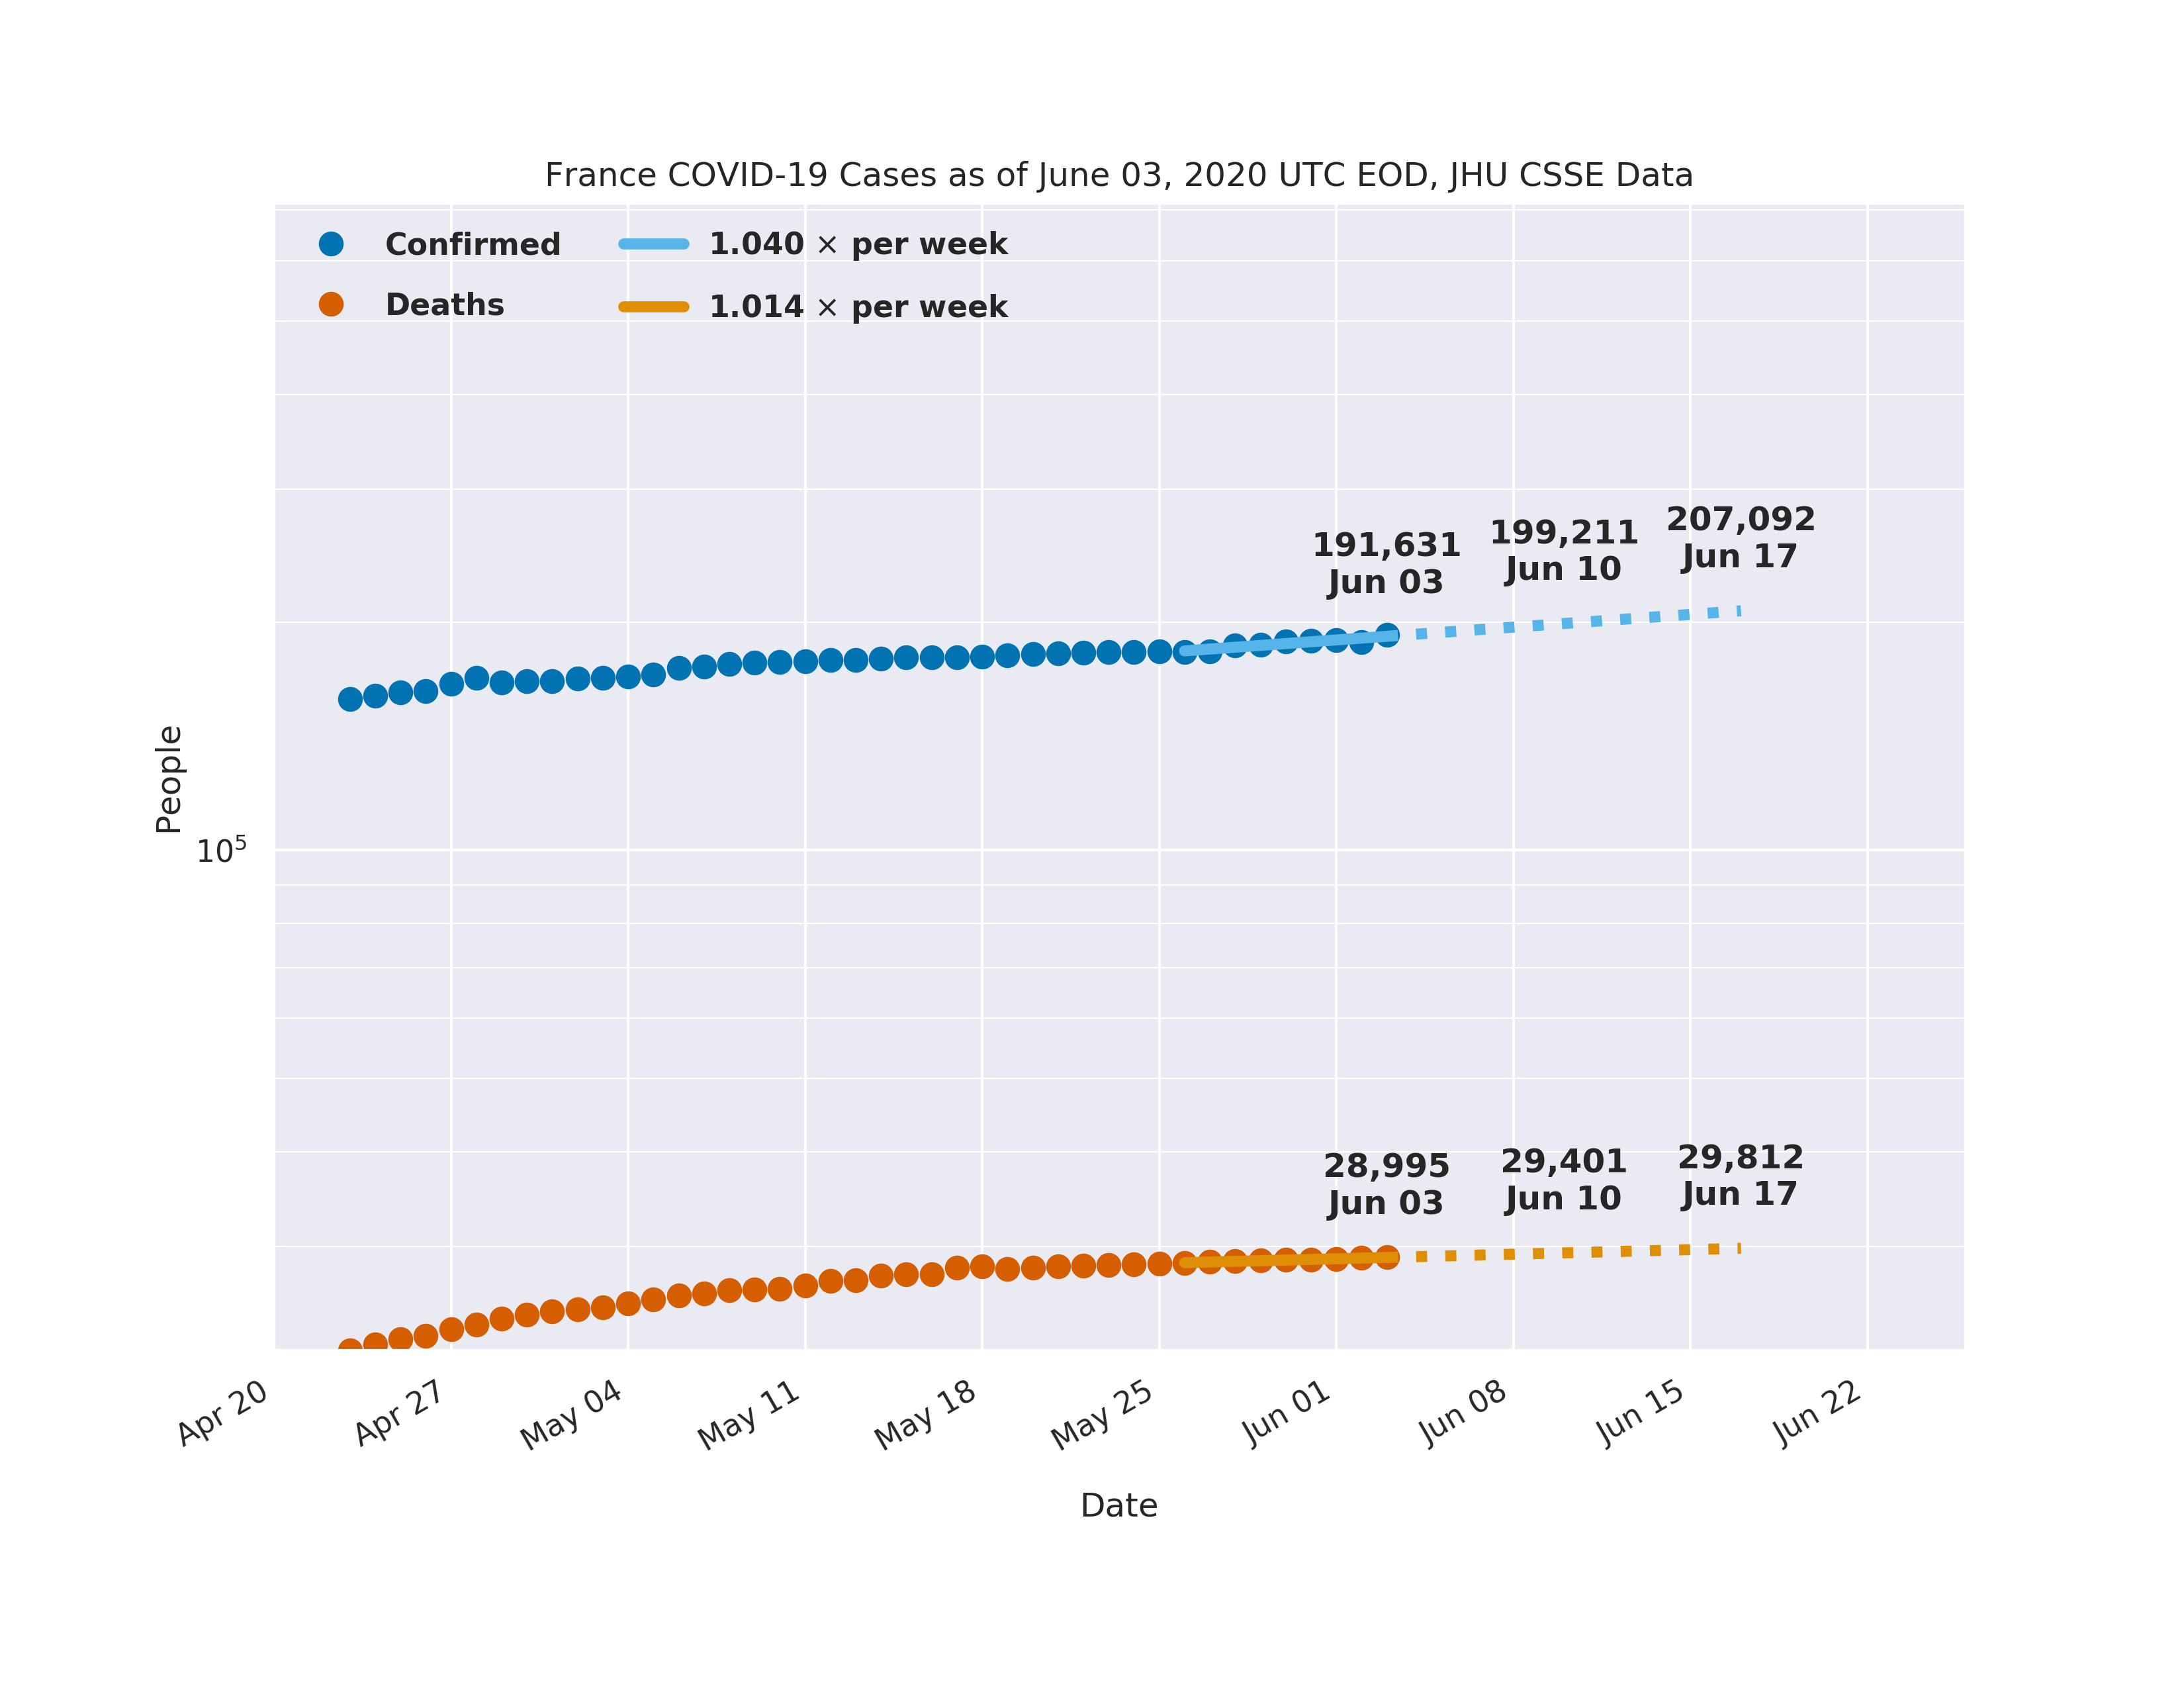 France COVID-19 Cases as of June 03, 2020 UTC EOD, JHU CSSE Data
Confirmed
Deaths
1.040 × per week
1.014 × per week
191,631
Jun 03
199,211
Jun 10
207,092
Jun 17
People
10⁵
28,995
Jun 03
29,401
Jun 10
29,812
Jun 17
Apr 20
Apr 27
May 04
May 11
May 18
May 25
Jun 01
Jun 08
Jun 15
Jun 22
Date